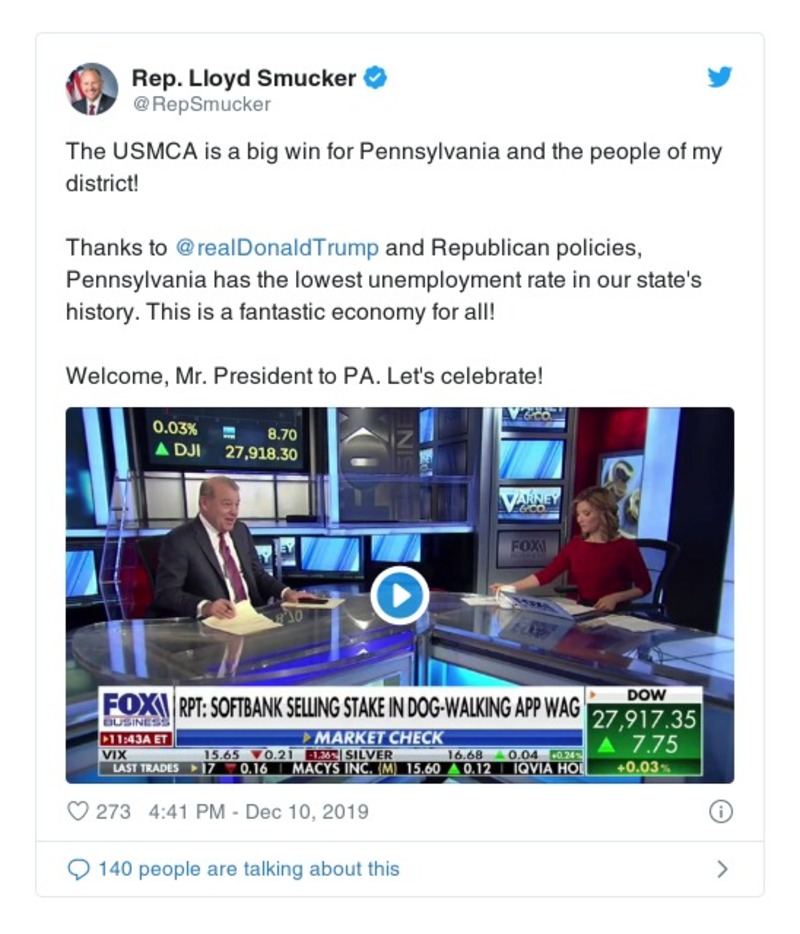 Rep. Lloyd Smucker
@RepSmucker
The USMCA is a big win for Pennsylvania and the people of my
district!
Thanks to @realDonaldTrump and Republican policies,
Pennsylvania has the lowest unemployment rate in our state's
history. This is a fantastic economy for all!
Welcome, Mr. President to PA. Let's celebrate!
0.03% 8.70
▲ DJI 27,918.30
VARNEY
&CO.
VARNEY
&CO.
FOX
BUSINESS
FOX
BUSINESS
RPT: SOFTBANK SELLING STAKE IN DOG-WALKING APP WAG
DOW
27,917.35
▲ 7.75
+0.03%
11:43A ET
MARKET CHECK
VIX 15.65 ▼0.21 -1.36% SILVER 16.68 ▲0.04 +0.24%
LAST TRADES 17 ▼0.16 MACYS INC. (M) 15.60 ▲0.12 IQVIA HOL
273 4:41 PM - Dec 10, 2019
140 people are talking about this